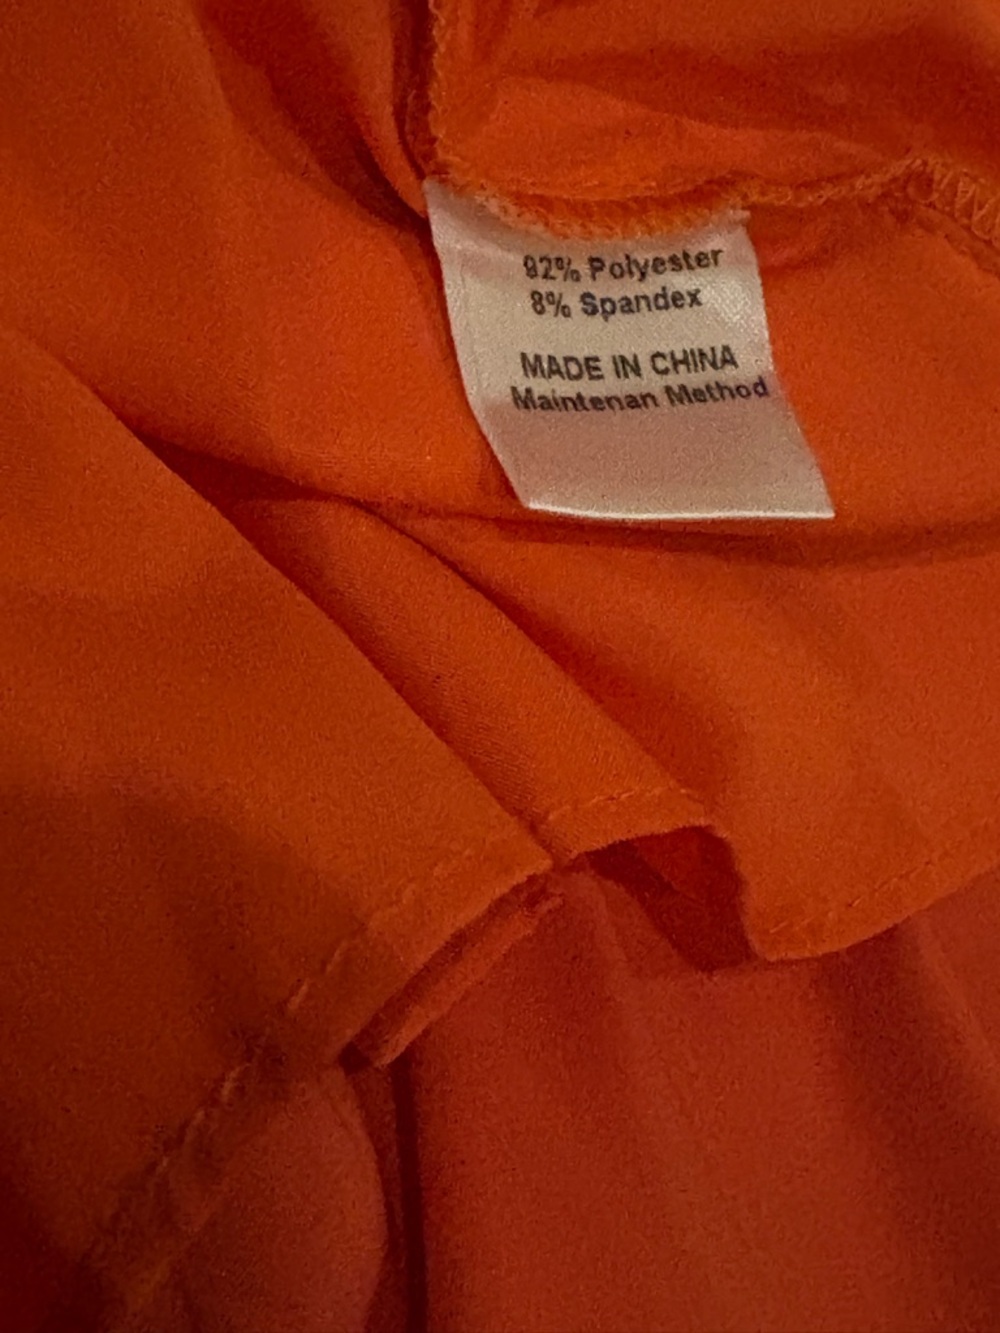 92% Polyester
8% Spandex
MADE IN CHINA
Maintenan Method